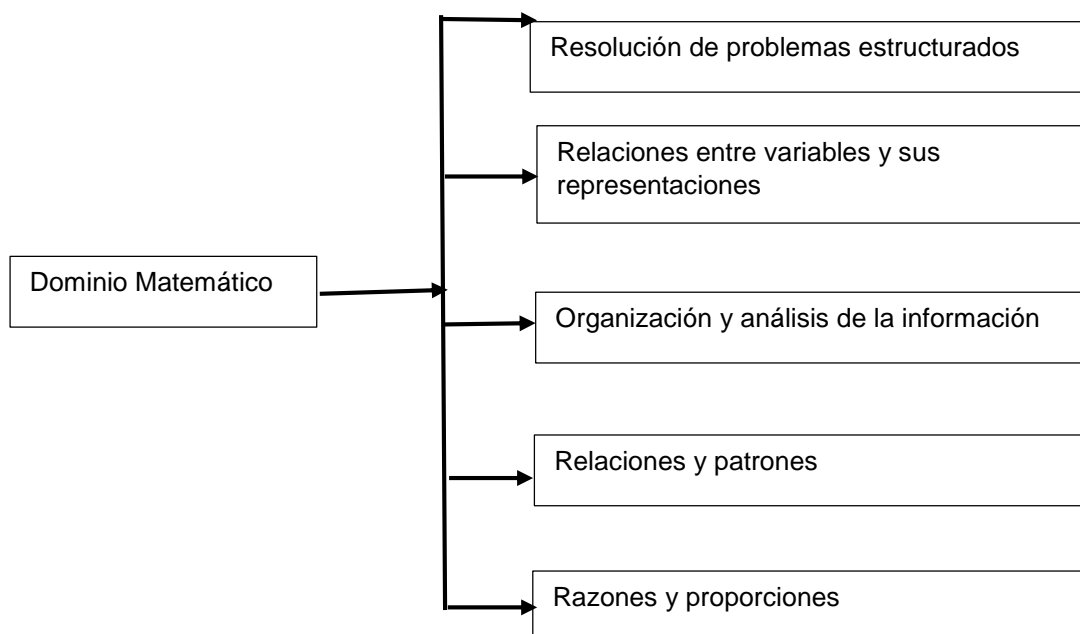 Resolución de problemas estructurados
Relaciones entre variables y sus
representaciones
Dominio Matemático
Organización y análisis de la información
Relaciones y patrones
Razones y proporciones